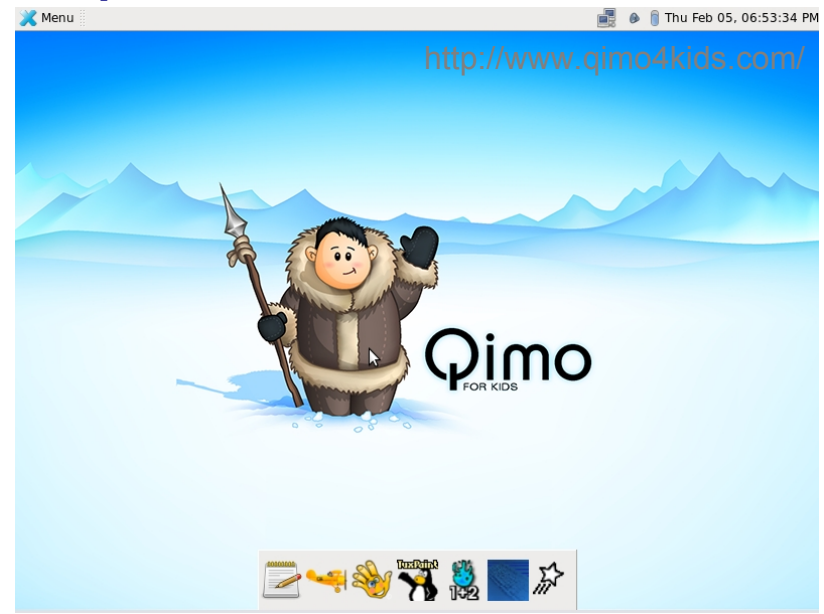 Menu
Thu Feb 05, 06:53:34 PM
http://www.qimo4kids.com/
Qimo
FOR KIDS
TuxPaint
1+2